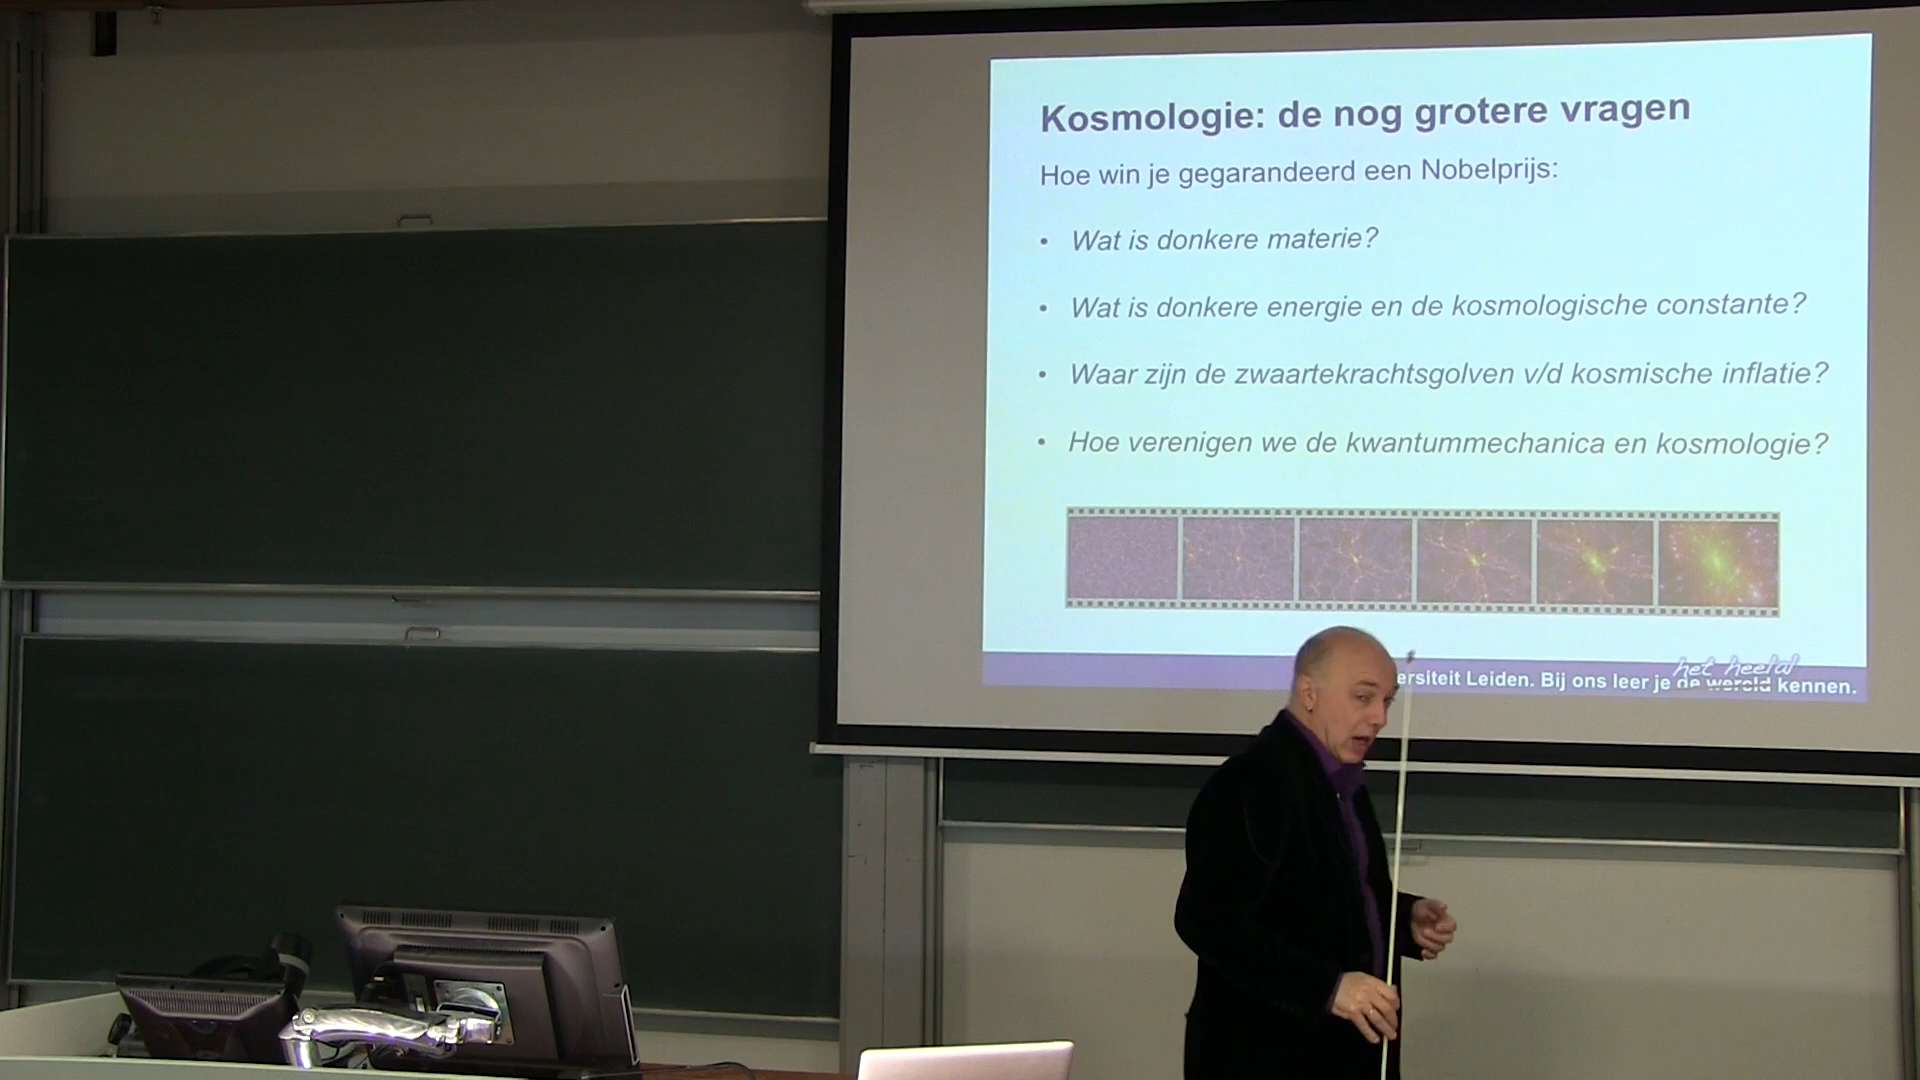 Kosmologie: de nog grotere vragen
Hoe win je gegarandeerd een Nobelprijs:
• Wat is donkere materie?
• Wat is donkere energie en de kosmologische constante?
• Waar zijn de zwaartekrachtsgolven v/d kosmische inflatie?
• Hoe verenigen we de kwantummechanica en kosmologie?
het heelal
ersiteit Leiden. Bij ons leer je de wereld kennen.